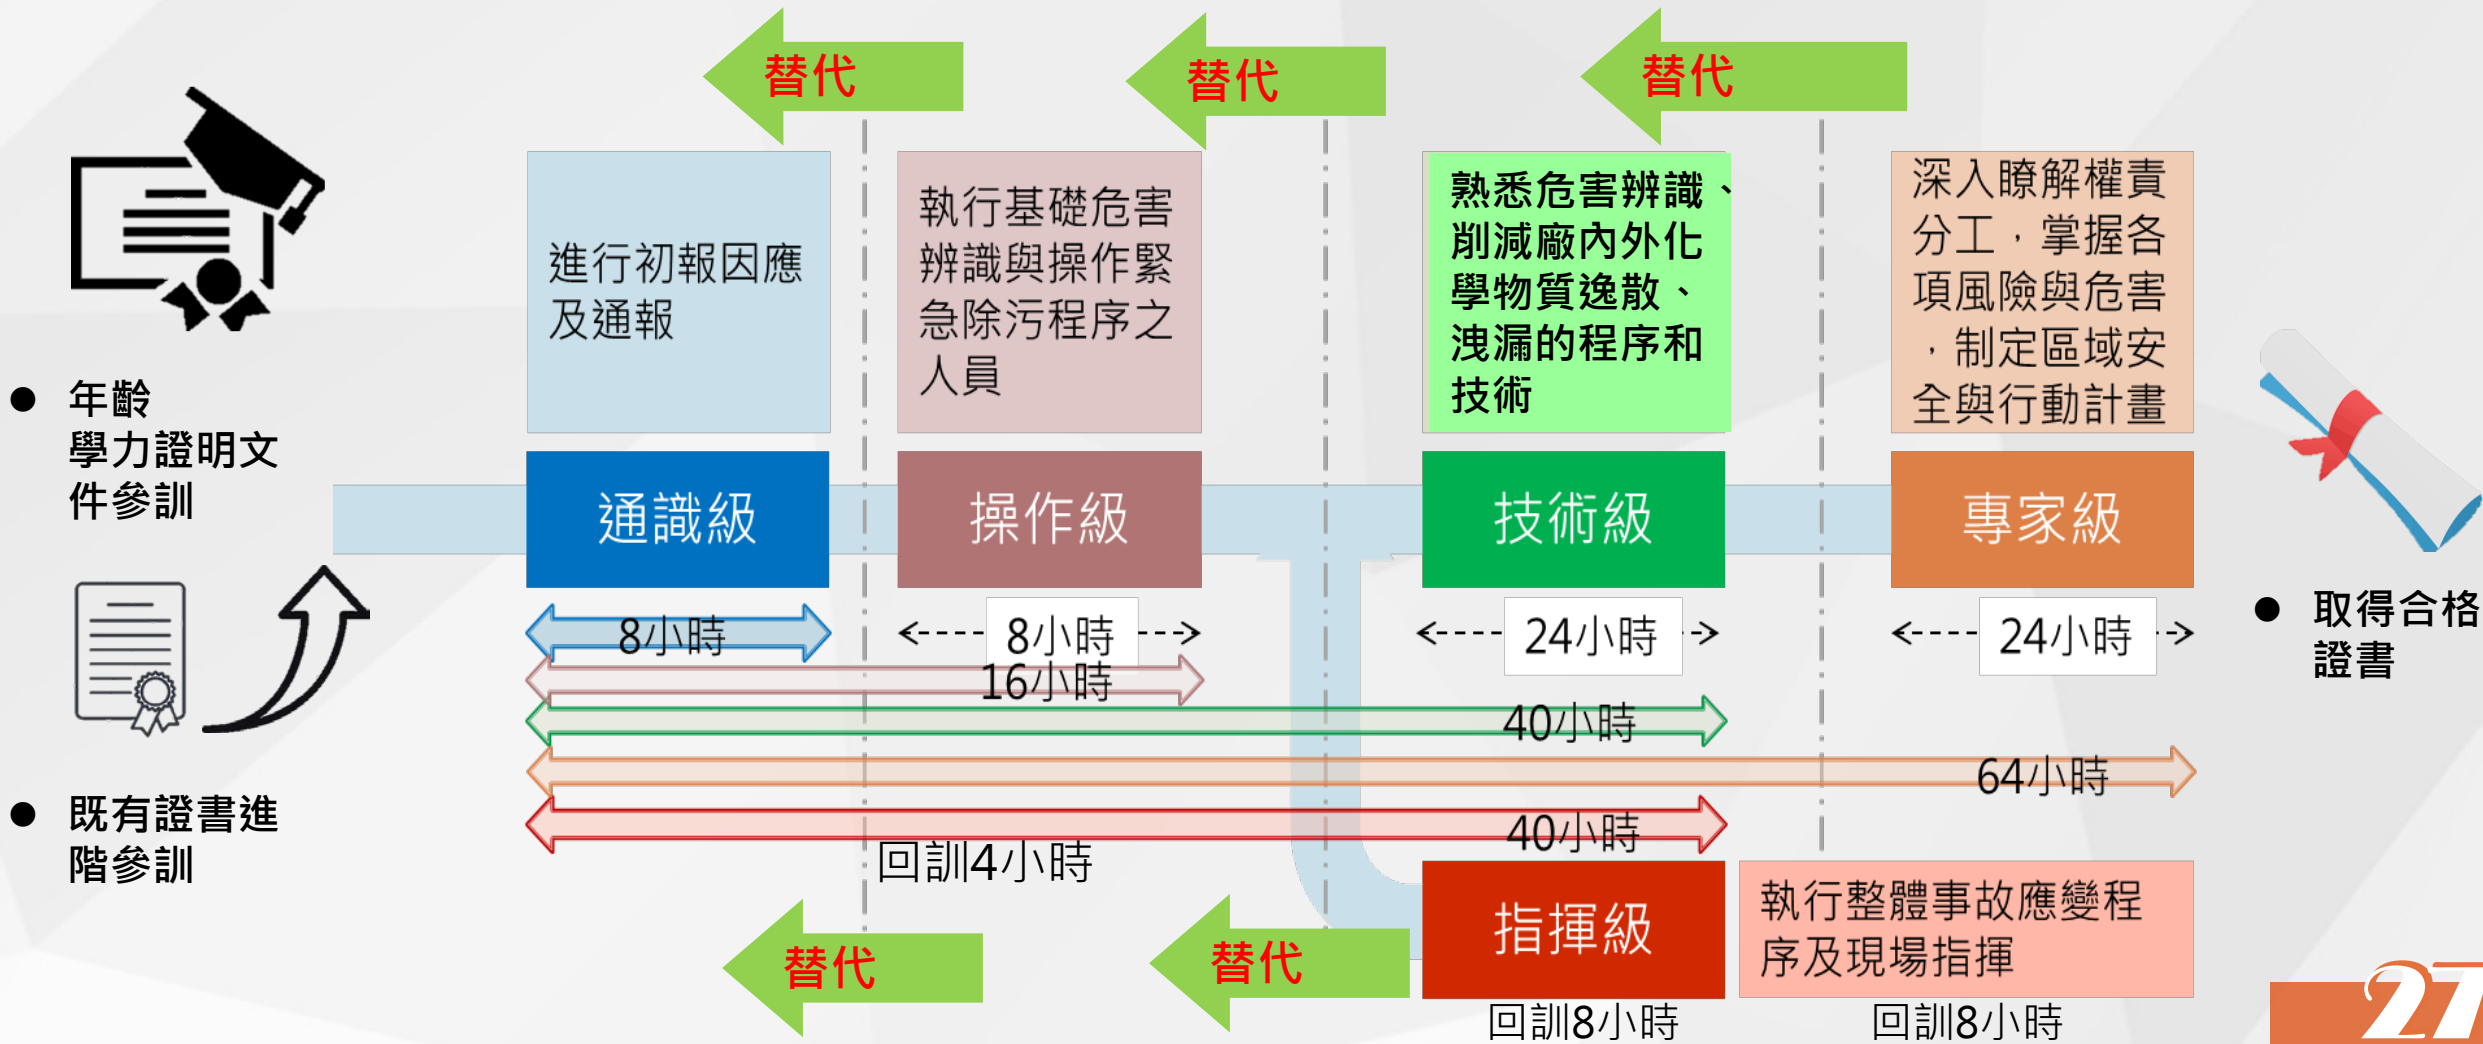 替代
替代
替代
進行初報因應
及通報
執行基礎危害
辨識與操作緊
急除污程序之
人員
熟悉危害辨識、
削減廠內外化
學物質逸散、
洩漏的程序和
技術
深入瞭解權責
分工，掌握各
項風險與危害
，制定區域安
全與行動計畫
● 年齡
學力證明文
件參訓
通識級
操作級
技術級
專家級
8小時
8小時
24小時
24小時
● 取得合格
證書
16小時
40小時
64小時
40小時
● 既有證書進
階參訓
回訓4小時
指揮級
執行整體事故應變程
序及現場指揮
替代
替代
回訓8小時
回訓8小時
27